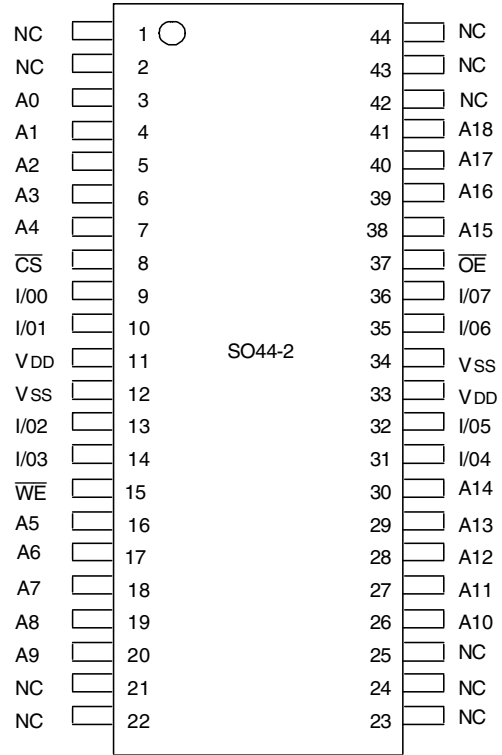 NC 1 44 NC
NC 2 43 NC
A0 3 42 NC
A1 4 41 A18
A2 5 40 A17
A3 6 39 A16
A4 7 38 A15
C̅S̅ 8 37 O̅E̅
I/00 9 36 I/07
I/01 10 35 I/06
VDD 11 SO44-2 34 VSS
VSS 12 33 VDD
I/02 13 32 I/05
I/03 14 31 I/04
W̅E̅ 15 30 A14
A5 16 29 A13
A6 17 28 A12
A7 18 27 A11
A8 19 26 A10
A9 20 25 NC
NC 21 24 NC
NC 22 23 NC